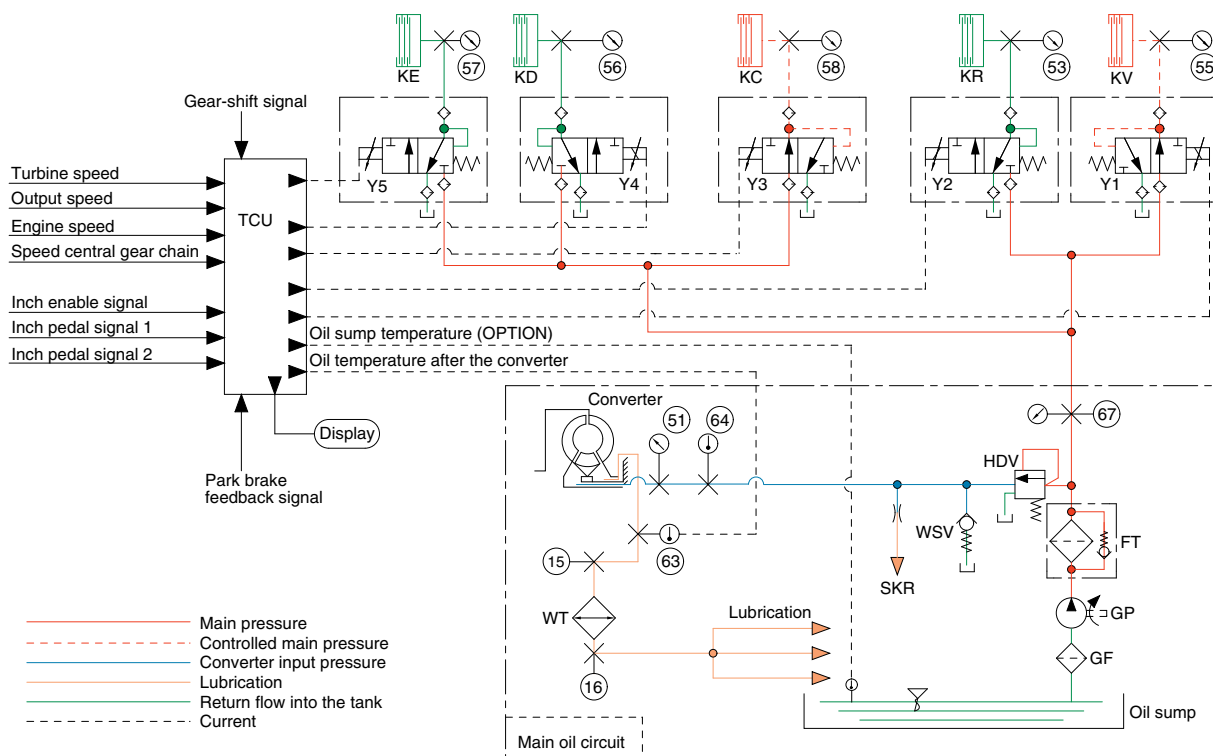 KE
57
KD
56
KC
58
KR
53
KV
55
Gear-shift signal
Y5
Y4
Y3
Y2
Y1
Turbine speed
Output speed
TCU
Engine speed
Speed central gear chain
Inch enable signal
Inch pedal signal 1
Inch pedal signal 2
Oil sump temperature (OPTION)
Oil temperature after the converter
Display
Park brake
feedback signal
Converter
51
64
67
HDV
WSV
FT
SKR
63
15
WT
16
Lubrication
GP
GF
Oil sump
Main oil circuit
Main pressure
Controlled main pressure
Converter input pressure
Lubrication
Return flow into the tank
Current